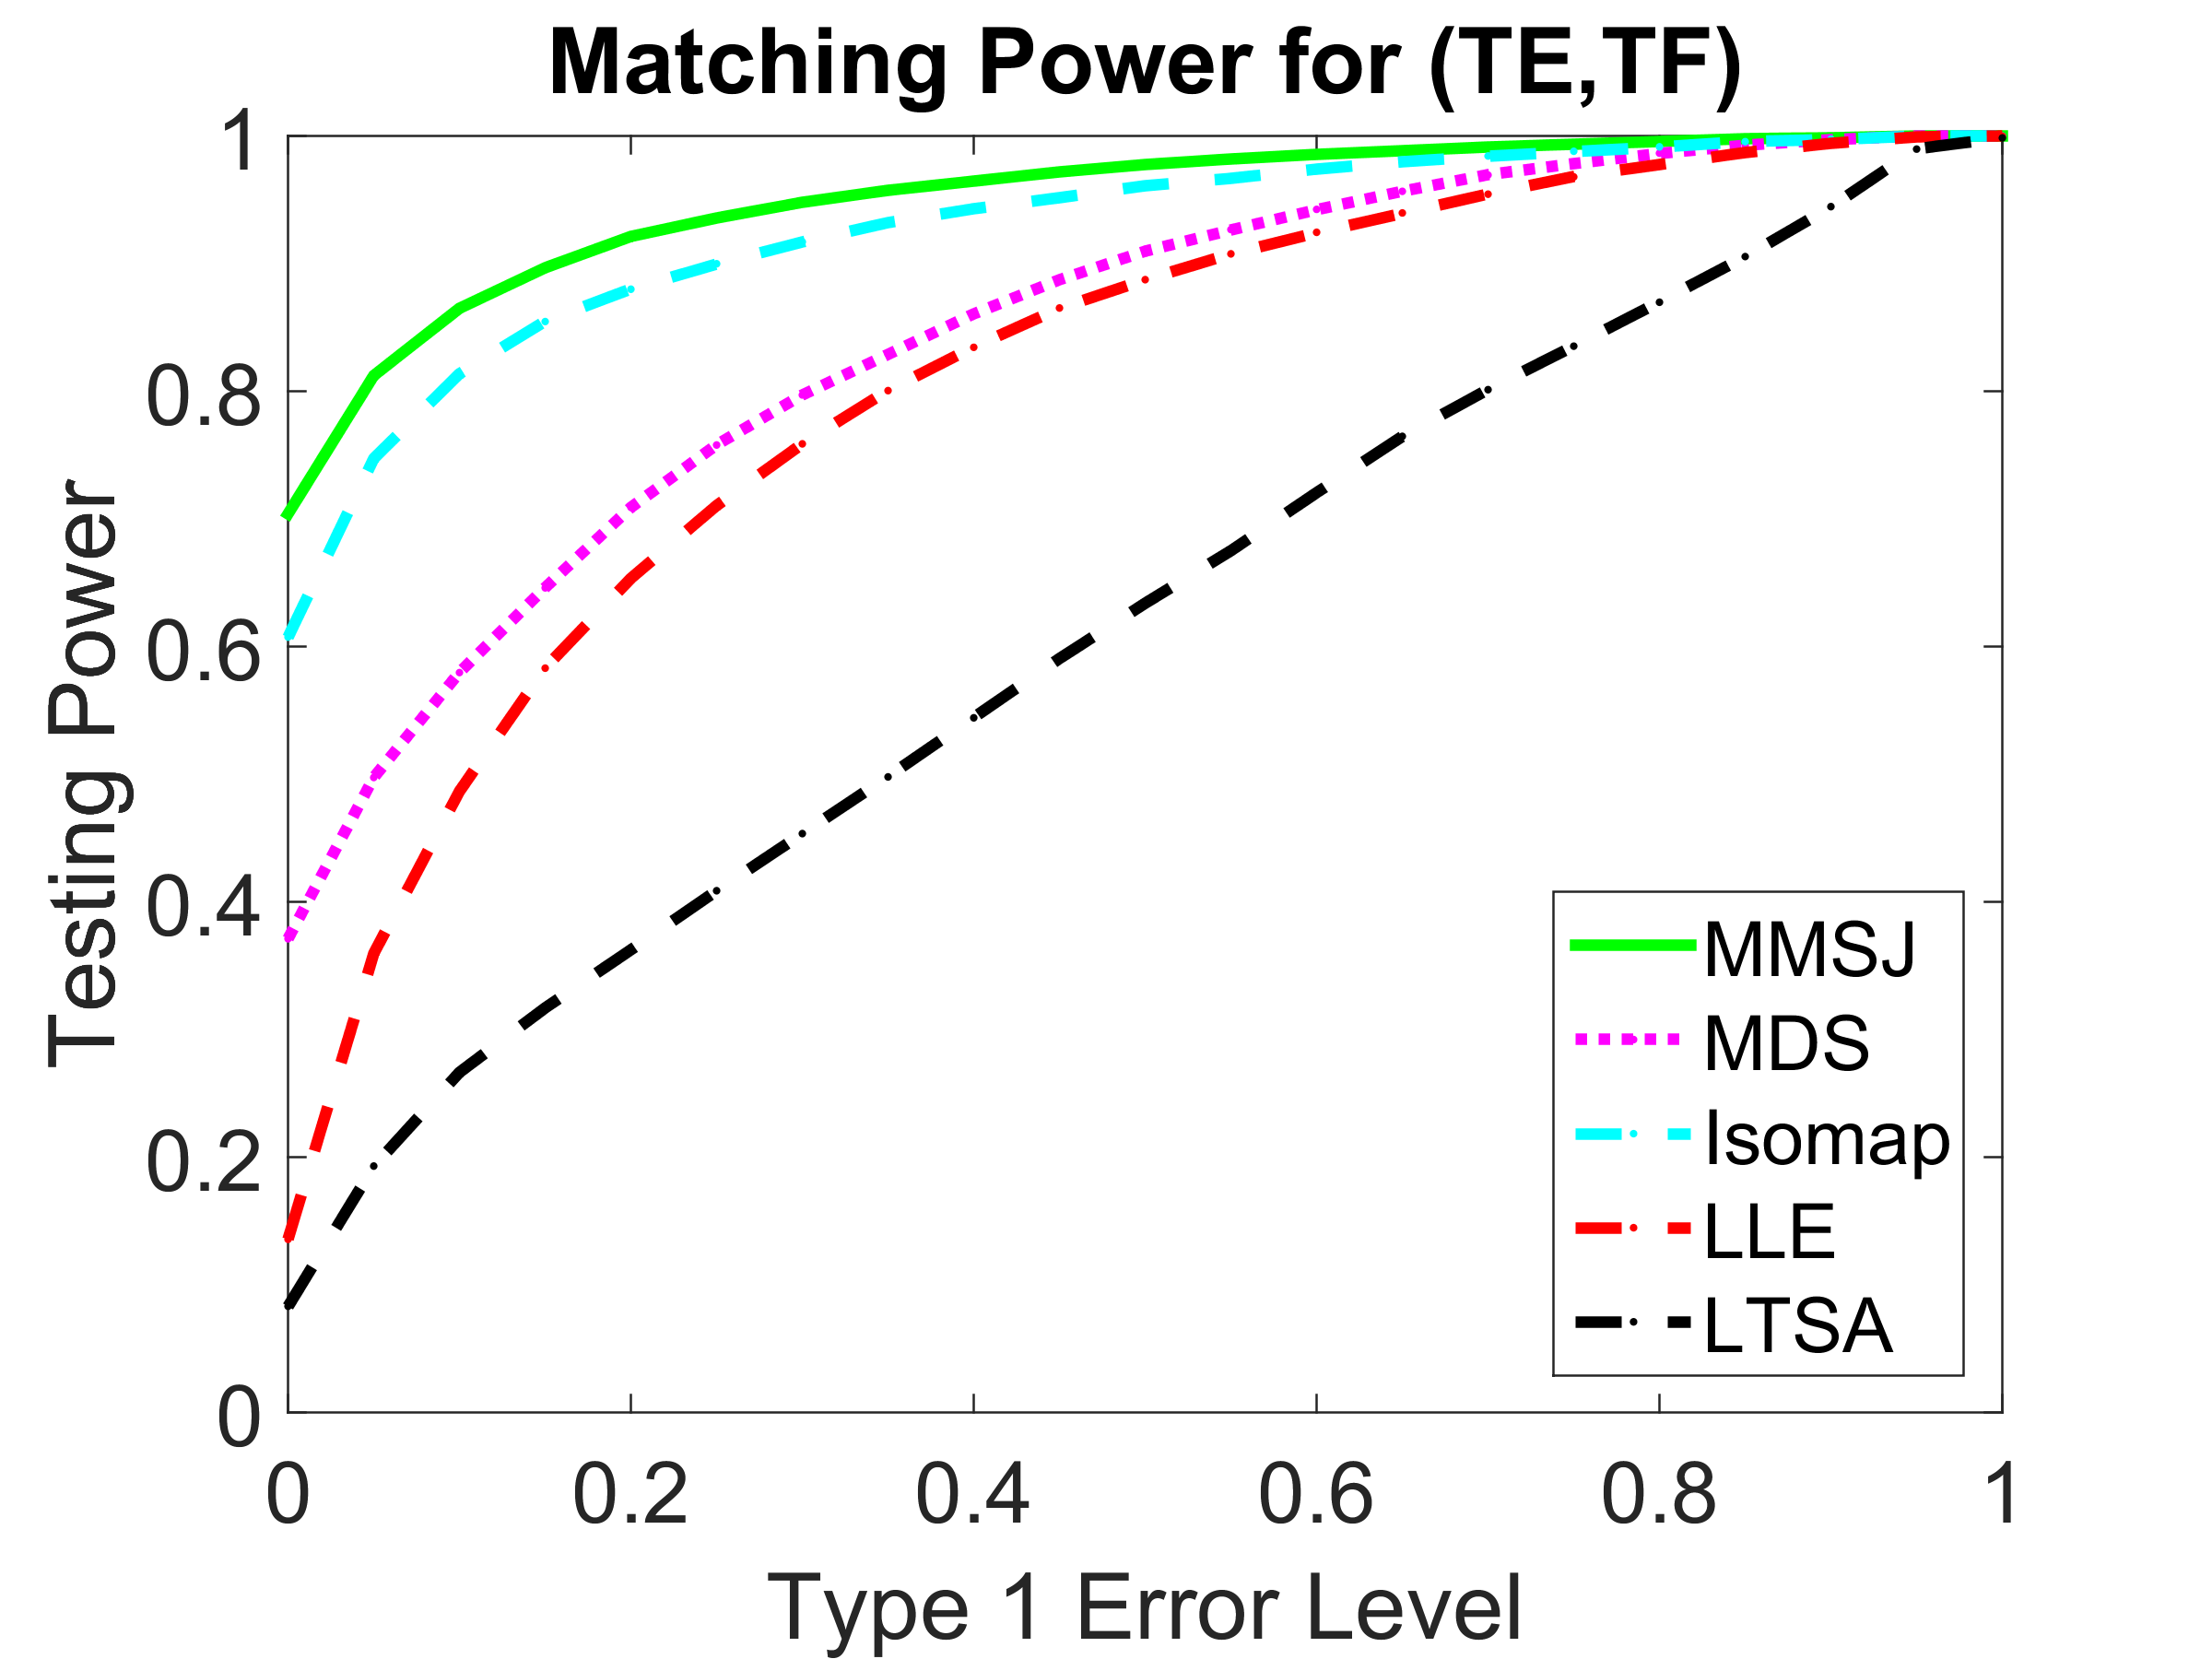 Matching Power for (TE,TF)
Testing Power
1
0.8
0.6
0.4
0.2
0
0 0.2 0.4 0.6 0.8 1
Type 1 Error Level
MMSJ
MDS
Isomap
LLE
LTSA